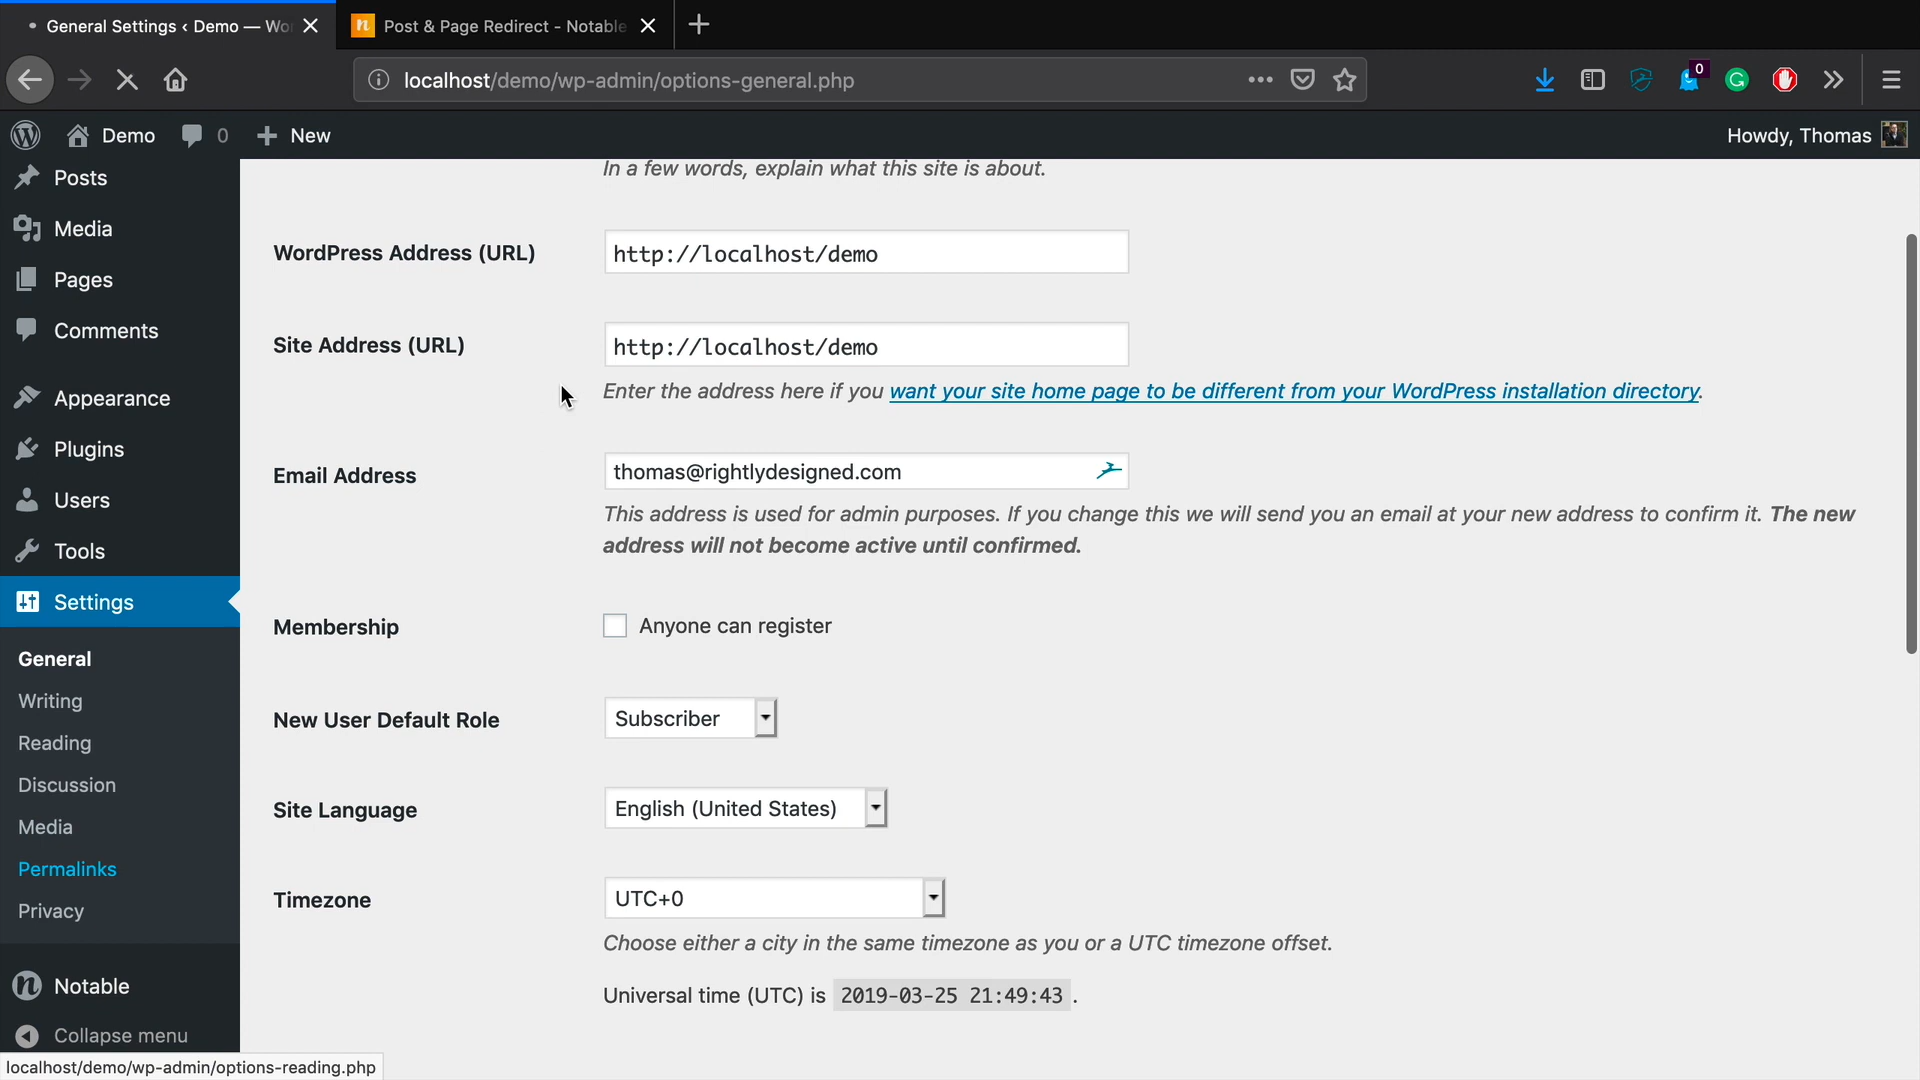 General Settings ‹ Demo — Wo
Post & Page Redirect - Notable
localhost/demo/wp-admin/options-general.php
0
G
Demo
0
New
Howdy, Thomas
Posts
Media
Pages
Comments
Appearance
Plugins
Users
Tools
Settings
General
Writing
Reading
Discussion
Media
Permalinks
Privacy
Notable
Collapse menu
In a few words, explain what this site is about.
WordPress Address (URL)
http://localhost/demo
Site Address (URL)
http://localhost/demo
Enter the address here if you want your site home page to be different from your WordPress installation directory.
Email Address
thomas@rightlydesigned.com
This address is used for admin purposes. If you change this we will send you an email at your new address to confirm it. The new
address will not become active until confirmed.
Membership
Anyone can register
New User Default Role
Subscriber
Site Language
English (United States)
Timezone
UTC+0
Choose either a city in the same timezone as you or a UTC timezone offset.
Universal time (UTC) is 2019-03-25 21:49:43 .
localhost/demo/wp-admin/options-reading.php